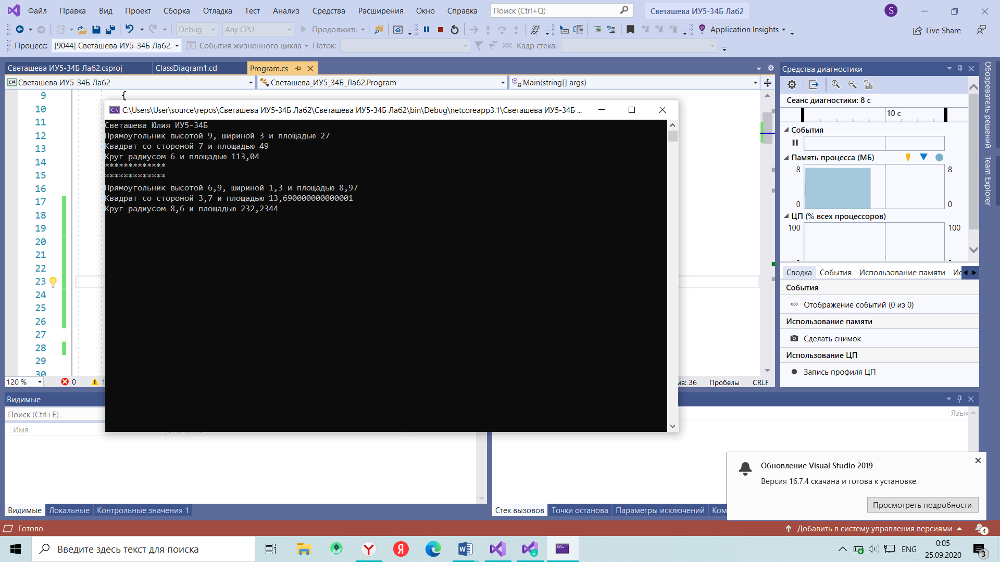 Файл Правка Вид Проект Сборка Отладка Тест Анализ Средства Расширения Окно Справка Поиск (Ctrl+Q) Светашева ИУ5-34Б Лаб2 S
Debug Any CPU Продолжить Application Insights Live Share
Процесс: [9044] Светашева ИУ5-34Б Лаб2. События жизненного цикла Поток: Кадр стека:
Светашева ИУ5-34Б Лаб2.csproj ClassDiagram1.cd Program.cs
C# Светашева ИУ5-34Б Лаб2 Светашева_ИУ5_34Б_Лаб2.Program Main(string[] args)
9 {
10
11
12
13
14
15
16
17
18
19
20
21
22
23
24
25
26
27
28
29
30
C:\Users\User\source\repos\Светашева ИУ5-34Б Лаб2\Светашева ИУ5-34Б Лаб2\bin\Debug\netcoreapp3.1\Светашева ИУ5-34Б ...
Светашева Юлия ИУ5-34Б
Прямоугольник высотой 9, шириной 3 и площадью 27
Квадрат со стороной 7 и площадью 49
Круг радиусом 6 и площадью 113,04
*************
*************
Прямоугольник высотой 6,9, шириной 1,3 и площадью 8,97
Квадрат со стороной 3,7 и площадью 13,690000000000001
Круг радиусом 8,6 и площадью 232,2344
120 % 0 1 мв: 36 Пробелы CRLF
Средства диагностики
Сеанс диагностики: 8 с
10 с
События
Память процесса (МБ)
8 8
0 0
ЦП (% всех процессоров)
100 100
Сводка События Использование памяти Ис
События
Отображение событий (0 из 0)
Использование памяти
Сделать снимок
Использование ЦП
Запись профиля ЦП
Обозреватель решений
Team Explorer
Видимые
Поиск (Ctrl+E)
Имя
Язык
Видимые Локальные Контрольные значения 1
Стек вызовов Точки останова Параметры исключений Ком
Обновление Visual Studio 2019
Версия 16.7.4 скачана и готова к установке.
Просмотреть подробности
Готово Добавить в систему управления версиями 4
Введите здесь текст для поиска
Я
ENG
0:05
25.09.2020
3